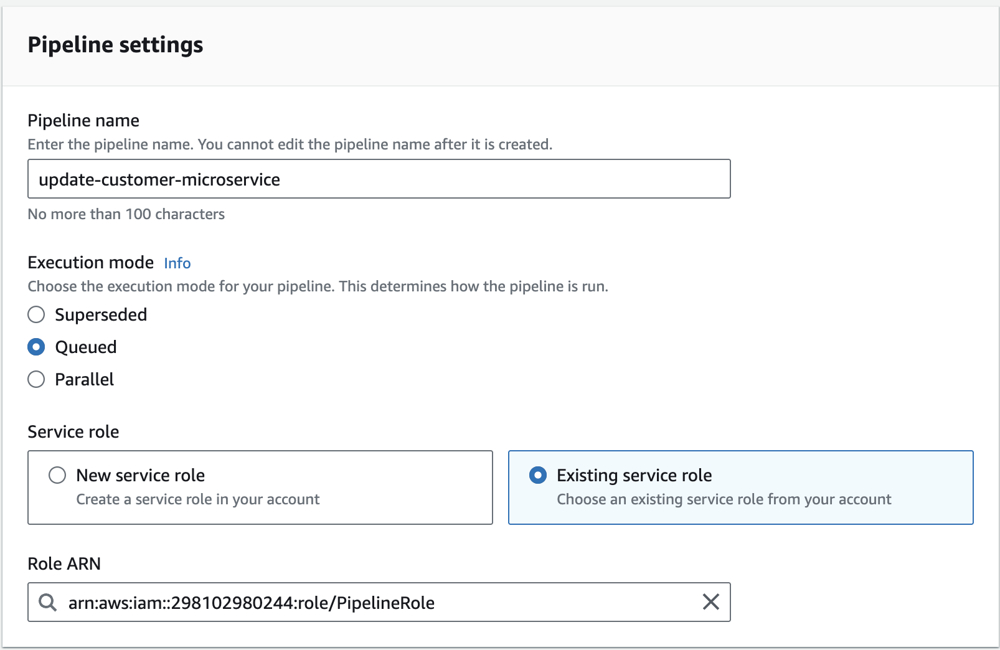 Pipeline settings
Pipeline name
Enter the pipeline name. You cannot edit the pipeline name after it is created.
update-customer-microservice
No more than 100 characters
Execution mode Info
Choose the execution mode for your pipeline. This determines how the pipeline is run.
Superseded
Queued
Parallel
Service role
New service role
Create a service role in your account
Existing service role
Choose an existing service role from your account
Role ARN
arn:aws:iam::298102980244:role/PipelineRole